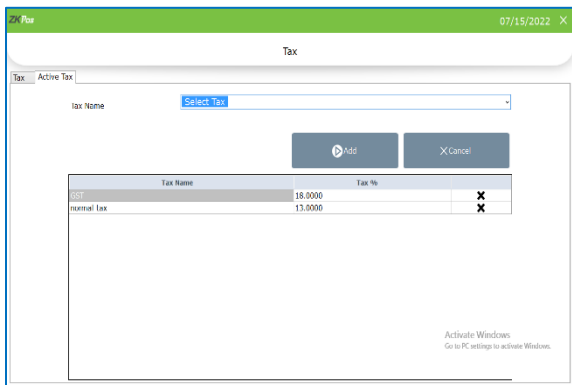 ZKPos 07/15/2022 X
Tax
Tax Active Tax
Tax Name Select Tax
Add Cancel
Tax Name Tax %
GST 18.0000
normal tax 13.0000
Activate Windows
Go to PC settings to activate Windows.